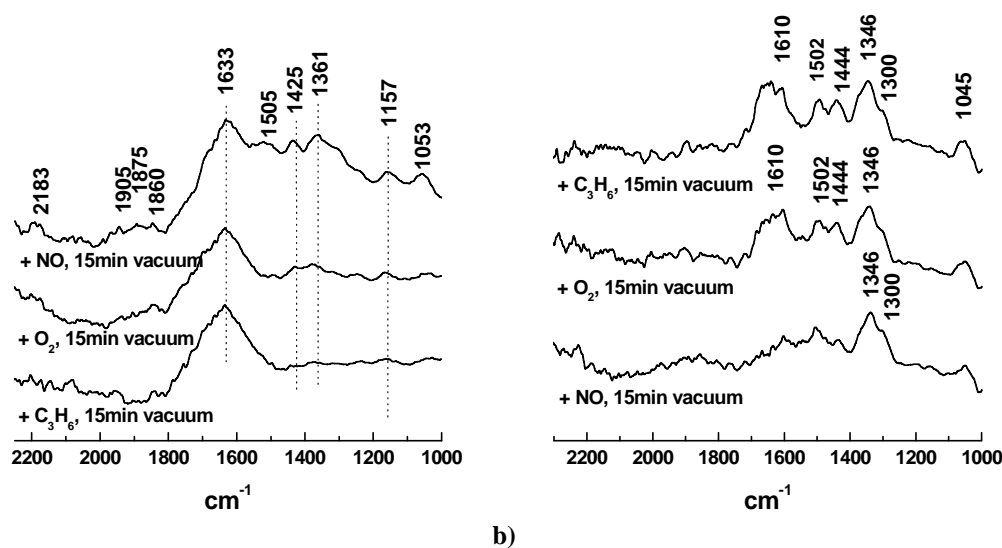 2183
1905
1875
1860
1633
1505
1425
1361
1157
1053
+ NO, 15min vacuum
+ O2, 15min vacuum
+ C3H6, 15min vacuum
2200 2000 1800 1600 1400 1200 1000
cm-1
1610
1502
1444
1346
1300
1045
+ C3H6, 15min vacuum
1610
1502
1444
1346
+ O2, 15min vacuum
1346
1300
+ NO, 15min vacuum
2200 2000 1800 1600 1400 1200 1000
cm-1
b)